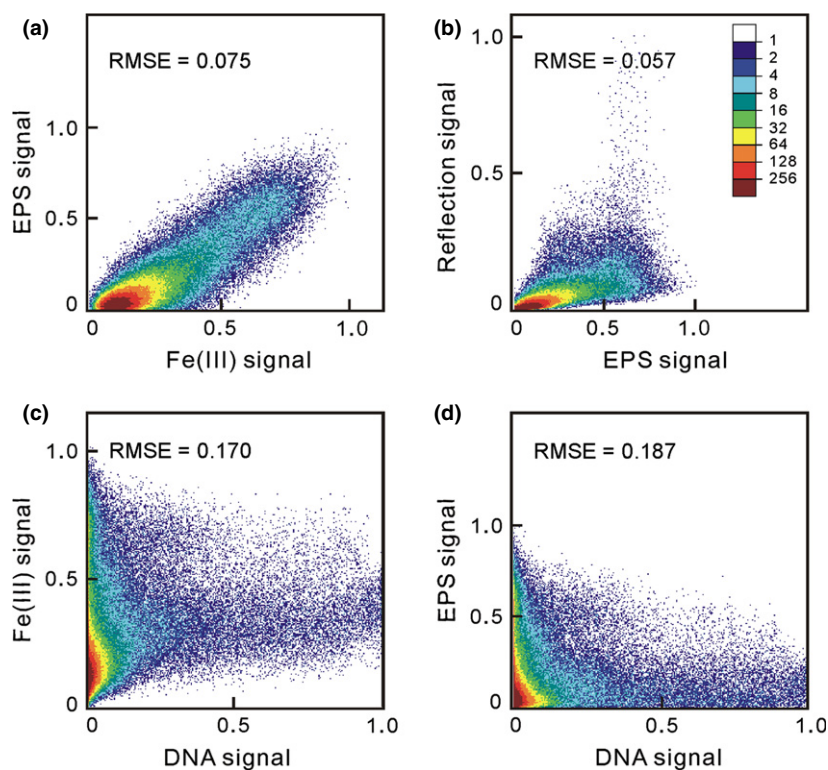 (a)
RMSE = 0.075
EPS signal
1.0
0.5
0
0
0.5
1.0
Fe(III) signal
(b)
RMSE = 0.057
Reflection signal
1.0
0.5
0
0
0.5
1.0
EPS signal
1
2
4
8
16
32
64
128
256
(c)
RMSE = 0.170
Fe(III) signal
1.0
0.5
0
0
0.5
1.0
DNA signal
(d)
RMSE = 0.187
EPS signal
1.0
0.5
0
0
0.5
1.0
DNA signal